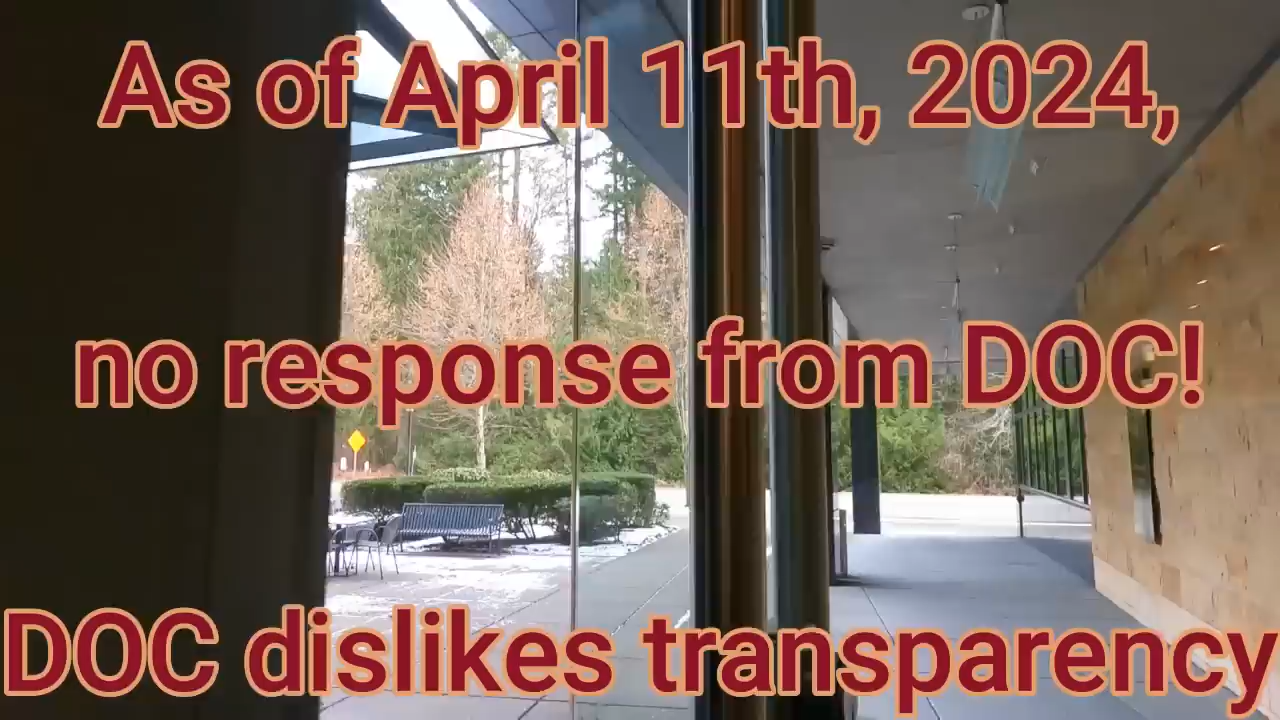 As of April 11th, 2024,
no response from DOC!
DOC dislikes transparency